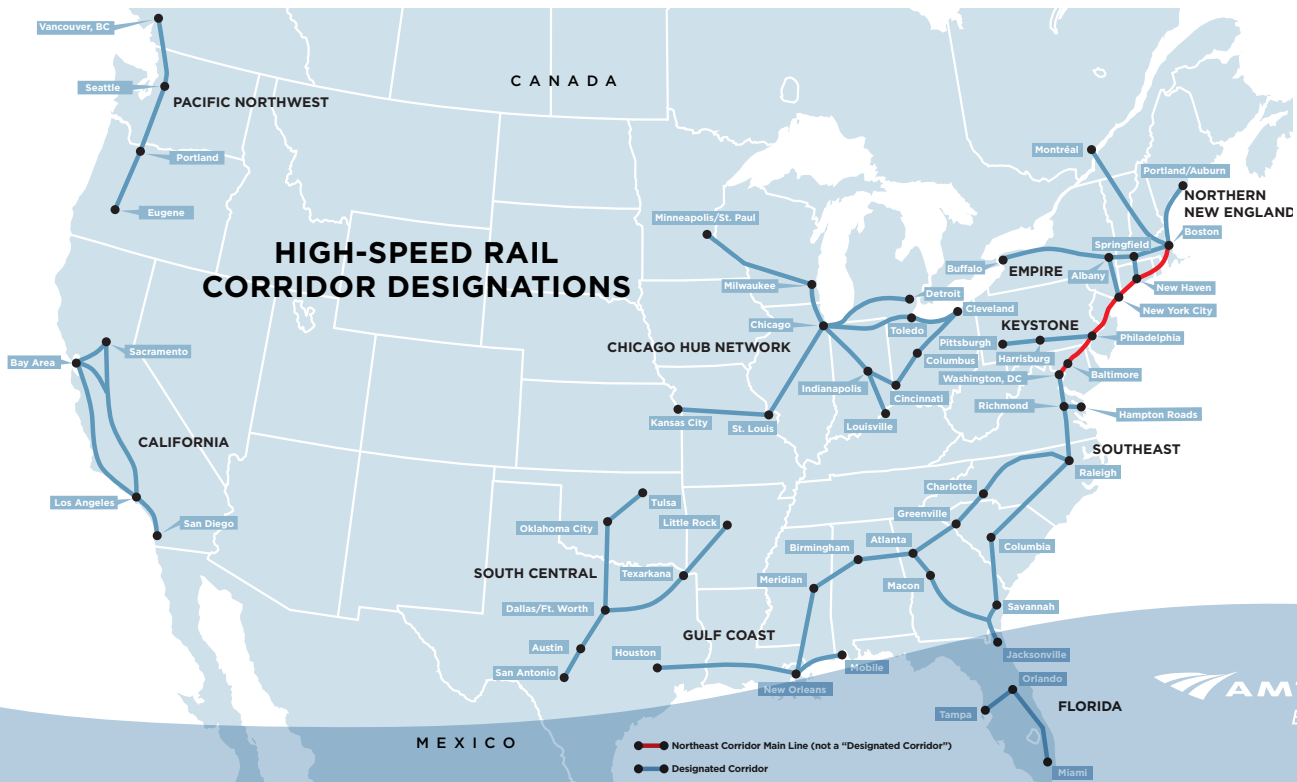 Vancouver, BC
CANADA
Seattle
PACIFIC NORTHWEST
Portland
Eugene
Montréal
Portland/Auburn
NORTHERN
NEW ENGLAND
Boston
Minneapolis/St. Paul
HIGH-SPEED RAIL
CORRIDOR DESIGNATIONS
Springfield
Buffalo
EMPIRE
Albany
New Haven
Milwaukee
Detroit
Cleveland
New York City
Chicago
Toledo
KEYSTONE
Philadelphia
CHICAGO HUB NETWORK
Pittsburgh
Harrisburg
Columbus
Baltimore
Washington, DC
Sacramento
Bay Area
Indianapolis
Cincinnati
Richmond
Hampton Roads
Kansas City
St. Louis
Louisville
CALIFORNIA
SOUTHEAST
Raleigh
Los Angeles
San Diego
Charlotte
Tulsa
Greenville
Oklahoma City
Little Rock
Atlanta
Birmingham
Columbia
SOUTH CENTRAL
Texarkana
Meridian
Macon
Dallas/Ft. Worth
Savannah
GULF COAST
Austin
Houston
Jacksonville
San Antonio
Mobile
New Orleans
Orlando
Tampa
FLORIDA
MEXICO
Northeast Corridor Main Line (not a “Designated Corridor”)
Designated Corridor
Miami